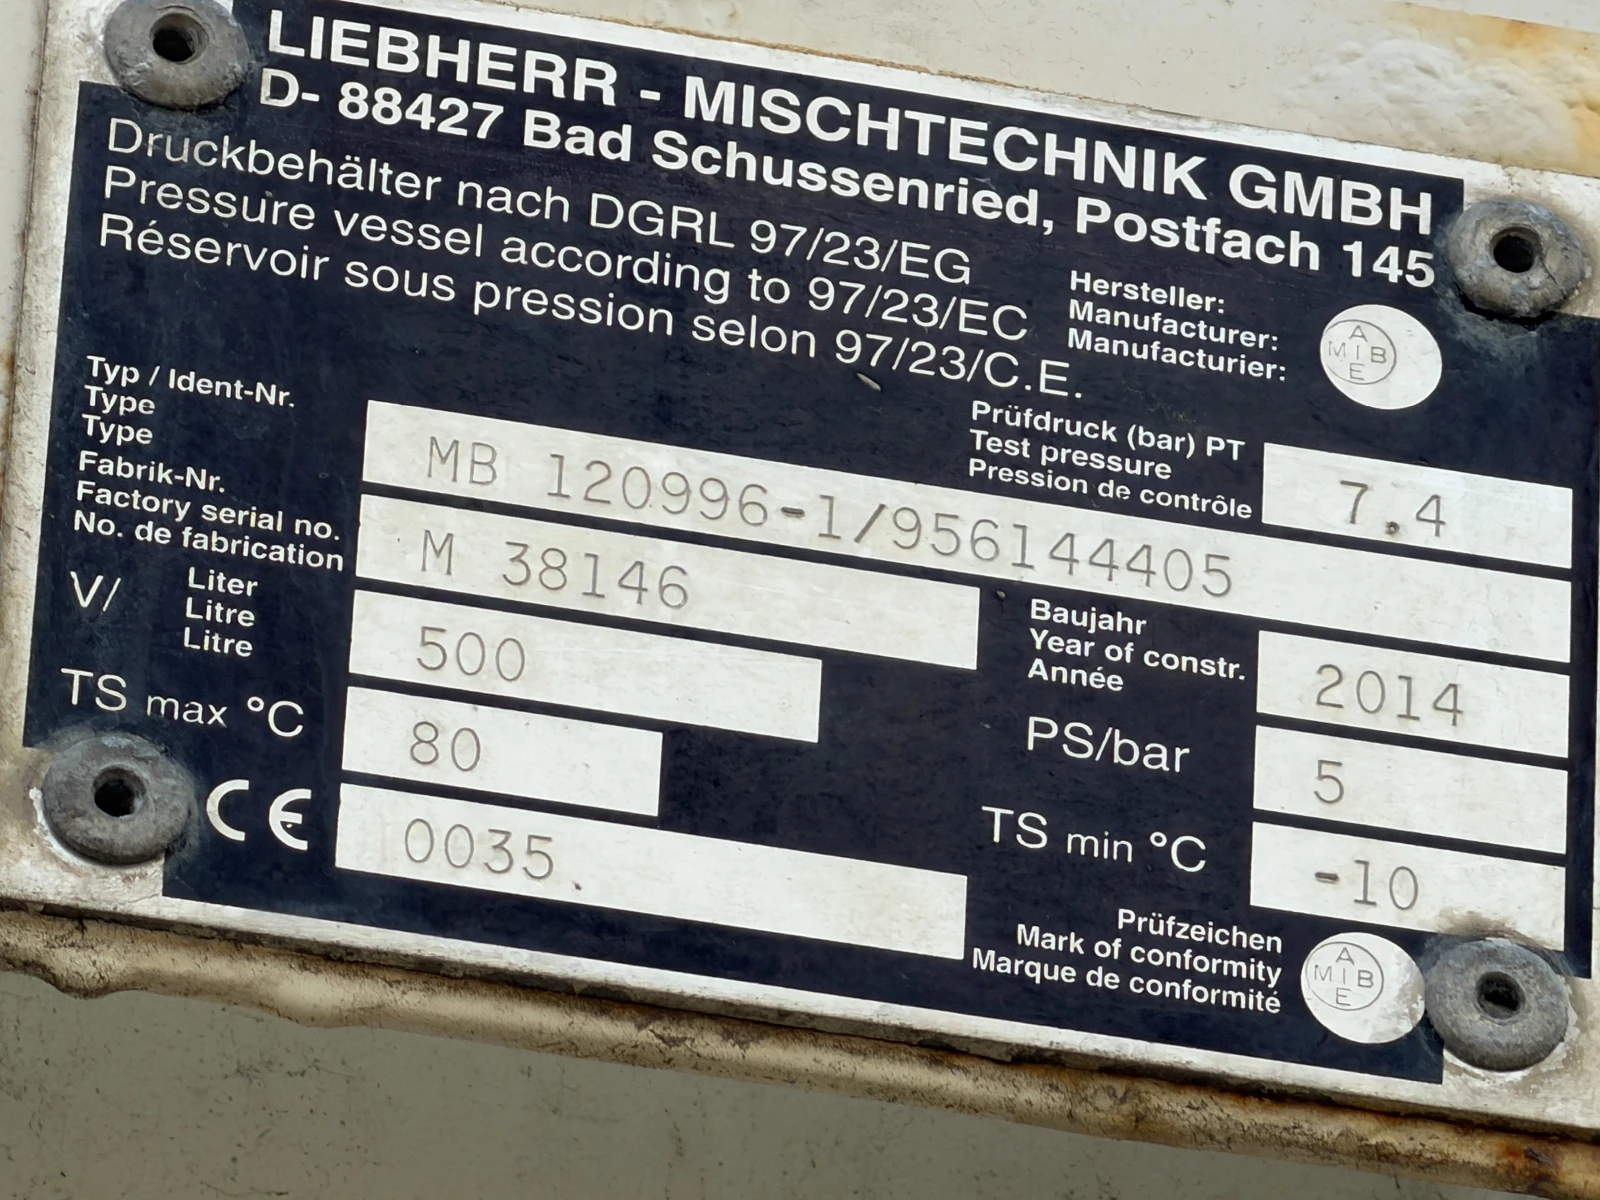 LIEBHERR - MISCHTECHNIK GMBH
D- 88427 Bad Schussenried, Postfach 145
Druckbehälter nach DGRL 97/23/EG
Pressure vessel according to 97/23/EC
Réservoir sous pression selon 97/23/C.E.
Hersteller:
Manufacturer:
Manufacturier:
A
MIB
E
Typ / Ident-Nr.
Type
Type
MB 120996-1/956144405
Prüfdruck (bar) PT
Test pressure
Pression de contrôle
7.4
Fabrik-Nr.
Factory serial no.
No. de fabrication
M 38146
Baujahr
Year of constr.
Année
2014
V/
Liter
Litre
Litre
500
PS/bar
5
TS max °C
80
TS min °C
-10
CE
0035.
Prüfzeichen
Mark of conformity
Marque de conformité
A
MIB
E